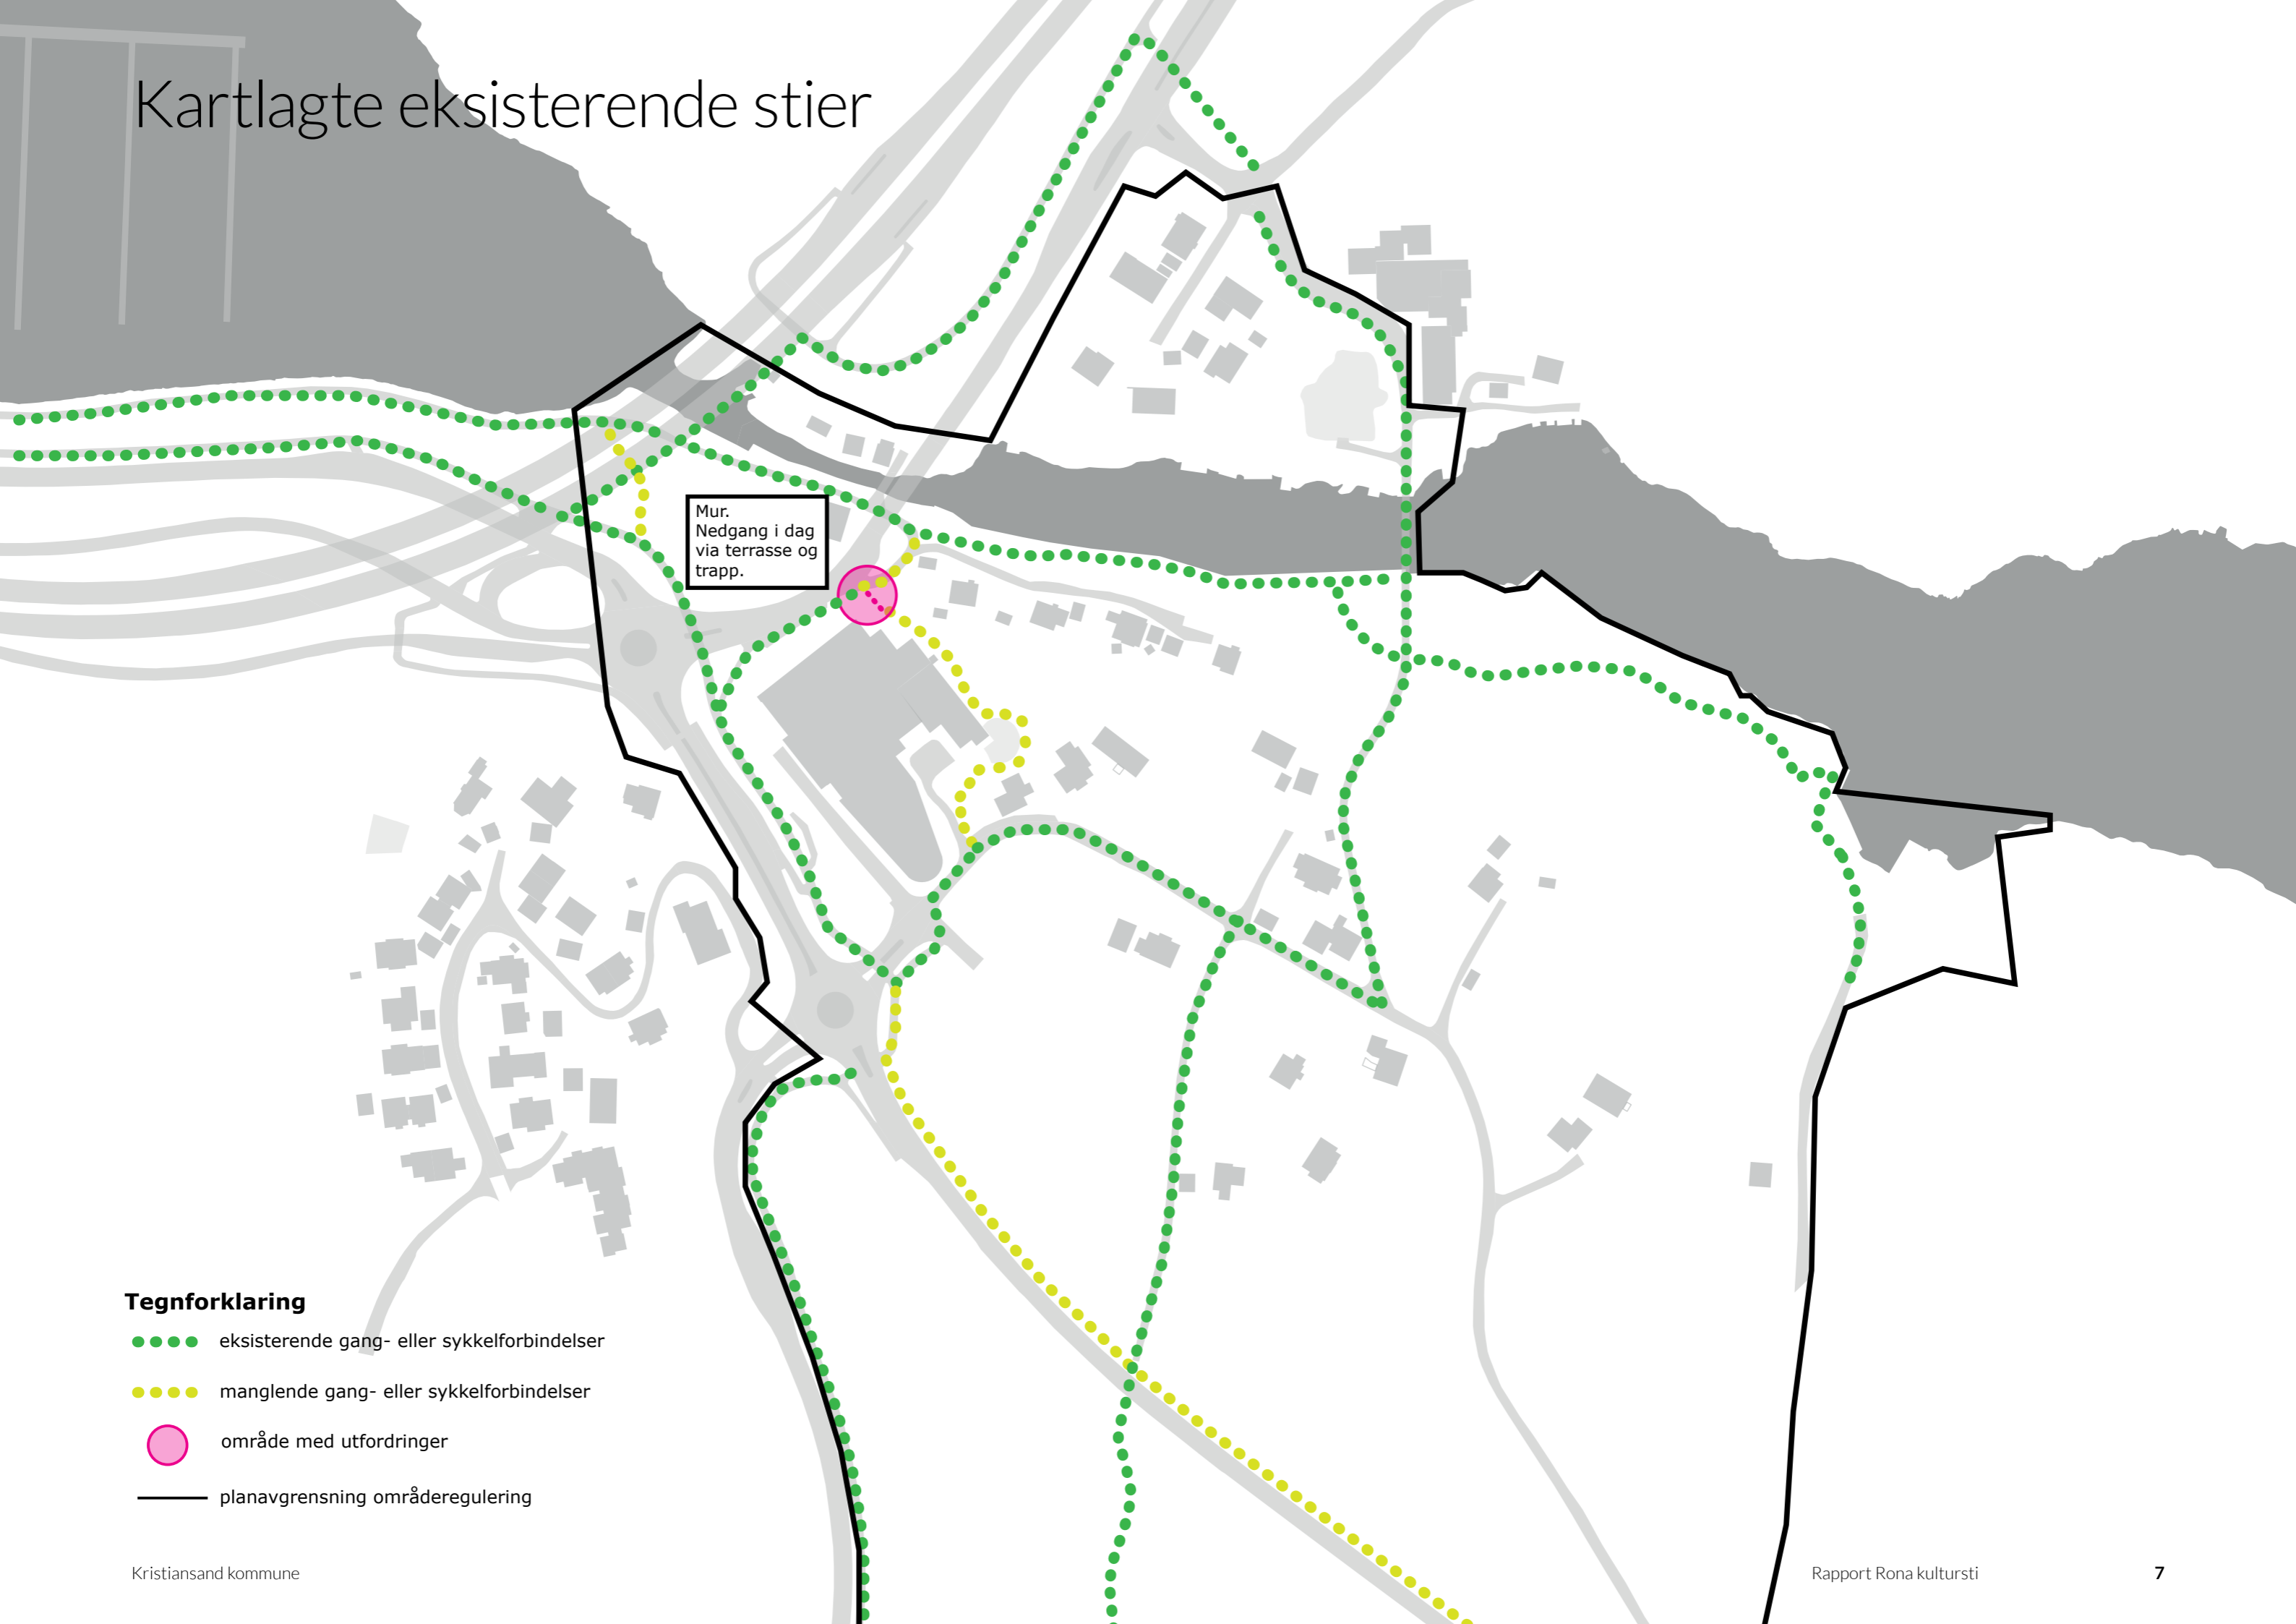 Kartlagte eksisterende stier
Mur.
Nedgang i dag
via terrasse og
trapp.
Tegnforklaring
eksisterende gang- eller sykkelforbindelser
manglende gang- eller sykkelforbindelser
område med utfordringer
planavgrensning områderegulering
Kristiansand kommune
Rapport Rona kultursti
7